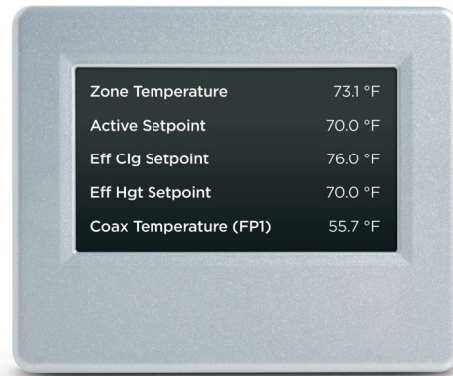 Zone Temperature 73.1 °F
Active Setpoint 70.0 °F
Eff Clg Setpoint 76.0 °F
Eff Hgt Setpoint 70.0 °F
Coax Temperature (FP1) 55.7 °F